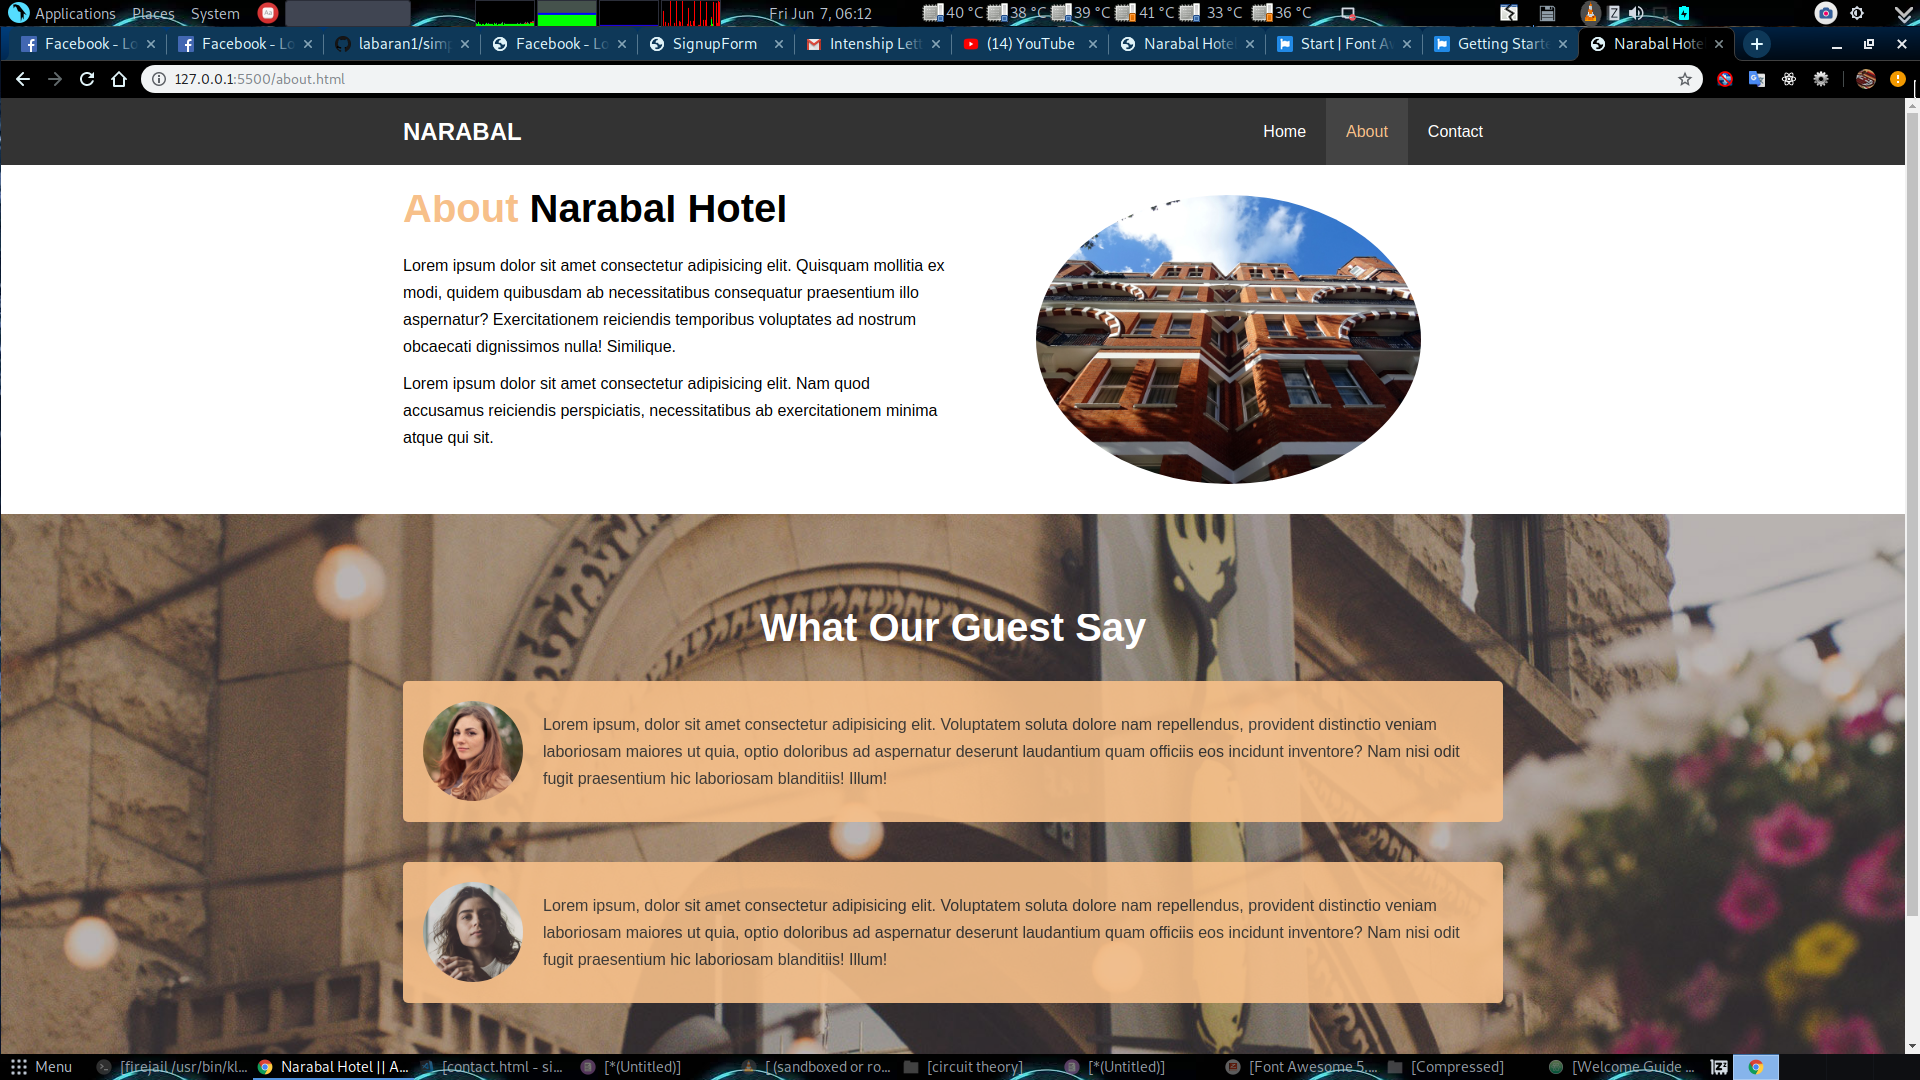 Applications Places System Fri Jun 7, 06:12 40 °C 38 °C 39 °C 41 °C 33 °C 36 °C
Facebook - Lo Facebook - Lo labaran1/simp Facebook - Lo SignupForm Intenship Lett (14) YouTube Narabal Hote Start | Font A Getting Starte Narabal Hote
127.0.0.1:5500/about.html
NARABAL Home About Contact
About Narabal Hotel
Lorem ipsum dolor sit amet consectetur adipisicing elit. Quisquam mollitia ex
modi, quidem quibusdam ab necessitatibus consequatur praesentium illo
aspernatur? Exercitationem reiciendis temporibus voluptates ad nostrum
obcaecati dignissimos nulla! Similique.
Lorem ipsum dolor sit amet consectetur adipisicing elit. Nam quod
accusamus reiciendis perspiciatis, necessitatibus ab exercitationem minima
atque qui sit.
What Our Guest Say
Lorem ipsum, dolor sit amet consectetur adipisicing elit. Voluptatem soluta dolore nam repellendus, provident distinctio veniam
laboriosam maiores ut quia, optio doloribus ad aspernatur deserunt laudantium quam officiis eos incidunt inventore? Nam nisi odit
fugit praesentium hic laboriosam blanditiis! Illum!
Lorem ipsum, dolor sit amet consectetur adipisicing elit. Voluptatem soluta dolore nam repellendus, provident distinctio veniam
laboriosam maiores ut quia, optio doloribus ad aspernatur deserunt laudantium quam officiis eos incidunt inventore? Nam nisi odit
fugit praesentium hic laboriosam blanditiis! Illum!
Menu [firejail /usr/bin/kl... Narabal Hotel || A... [contact.html - si... [*(Untitled)] [ (sandboxed or ro... [circuit theory] [*(Untitled)] [Font Awesome 5.... [Compressed] [Welcome Guide ...